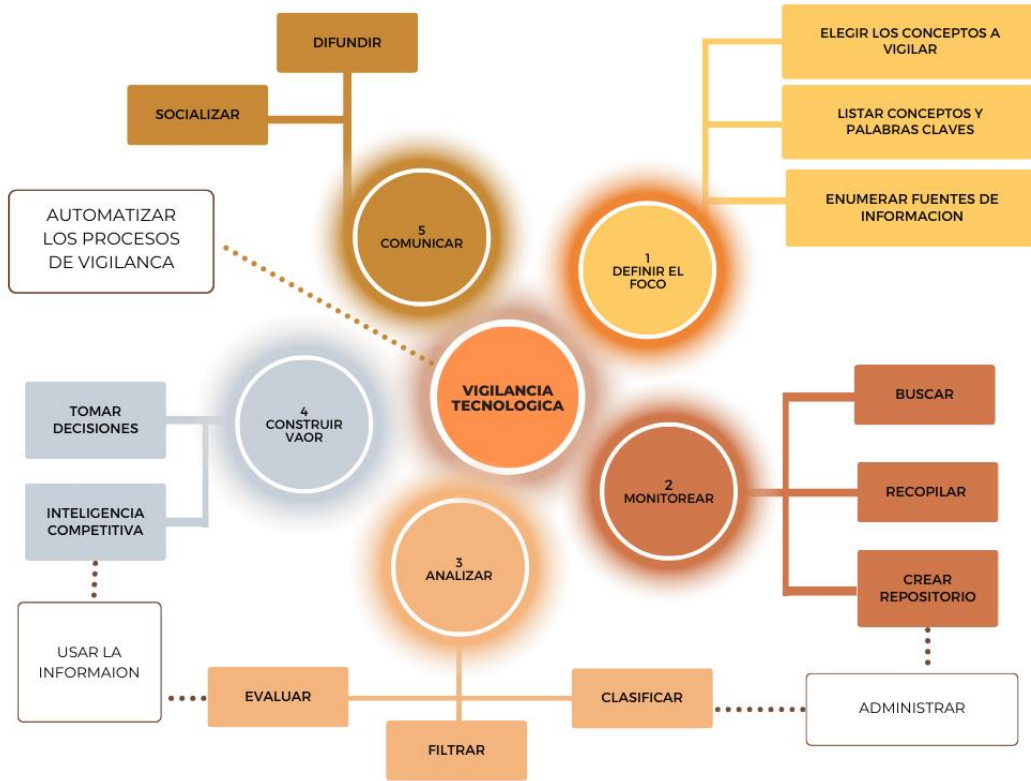 DIFUNDIR
SOCIALIZAR
5
COMUNICAR
AUTOMATIZAR
LOS PROCESOS
DE VIGILANCA
ELEGIR LOS CONCEPTOS A
VIGILAR
LISTAR CONCEPTOS Y
PALABRAS CLAVES
ENUMERAR FUENTES DE
INFORMACION
1
DEFINIR EL
FOCO
VIGILANCIA
TECNOLOGICA
4
CONSTRUIR
VAOR
TOMAR
DECISIONES
INTELIGENCIA
COMPETITIVA
2
MONITOREAR
BUSCAR
RECOPILAR
CREAR
REPOSITORIO
3
ANALIZAR
USAR LA
INFORMAION
EVALUAR
FILTRAR
CLASIFICAR
ADMINISTRAR